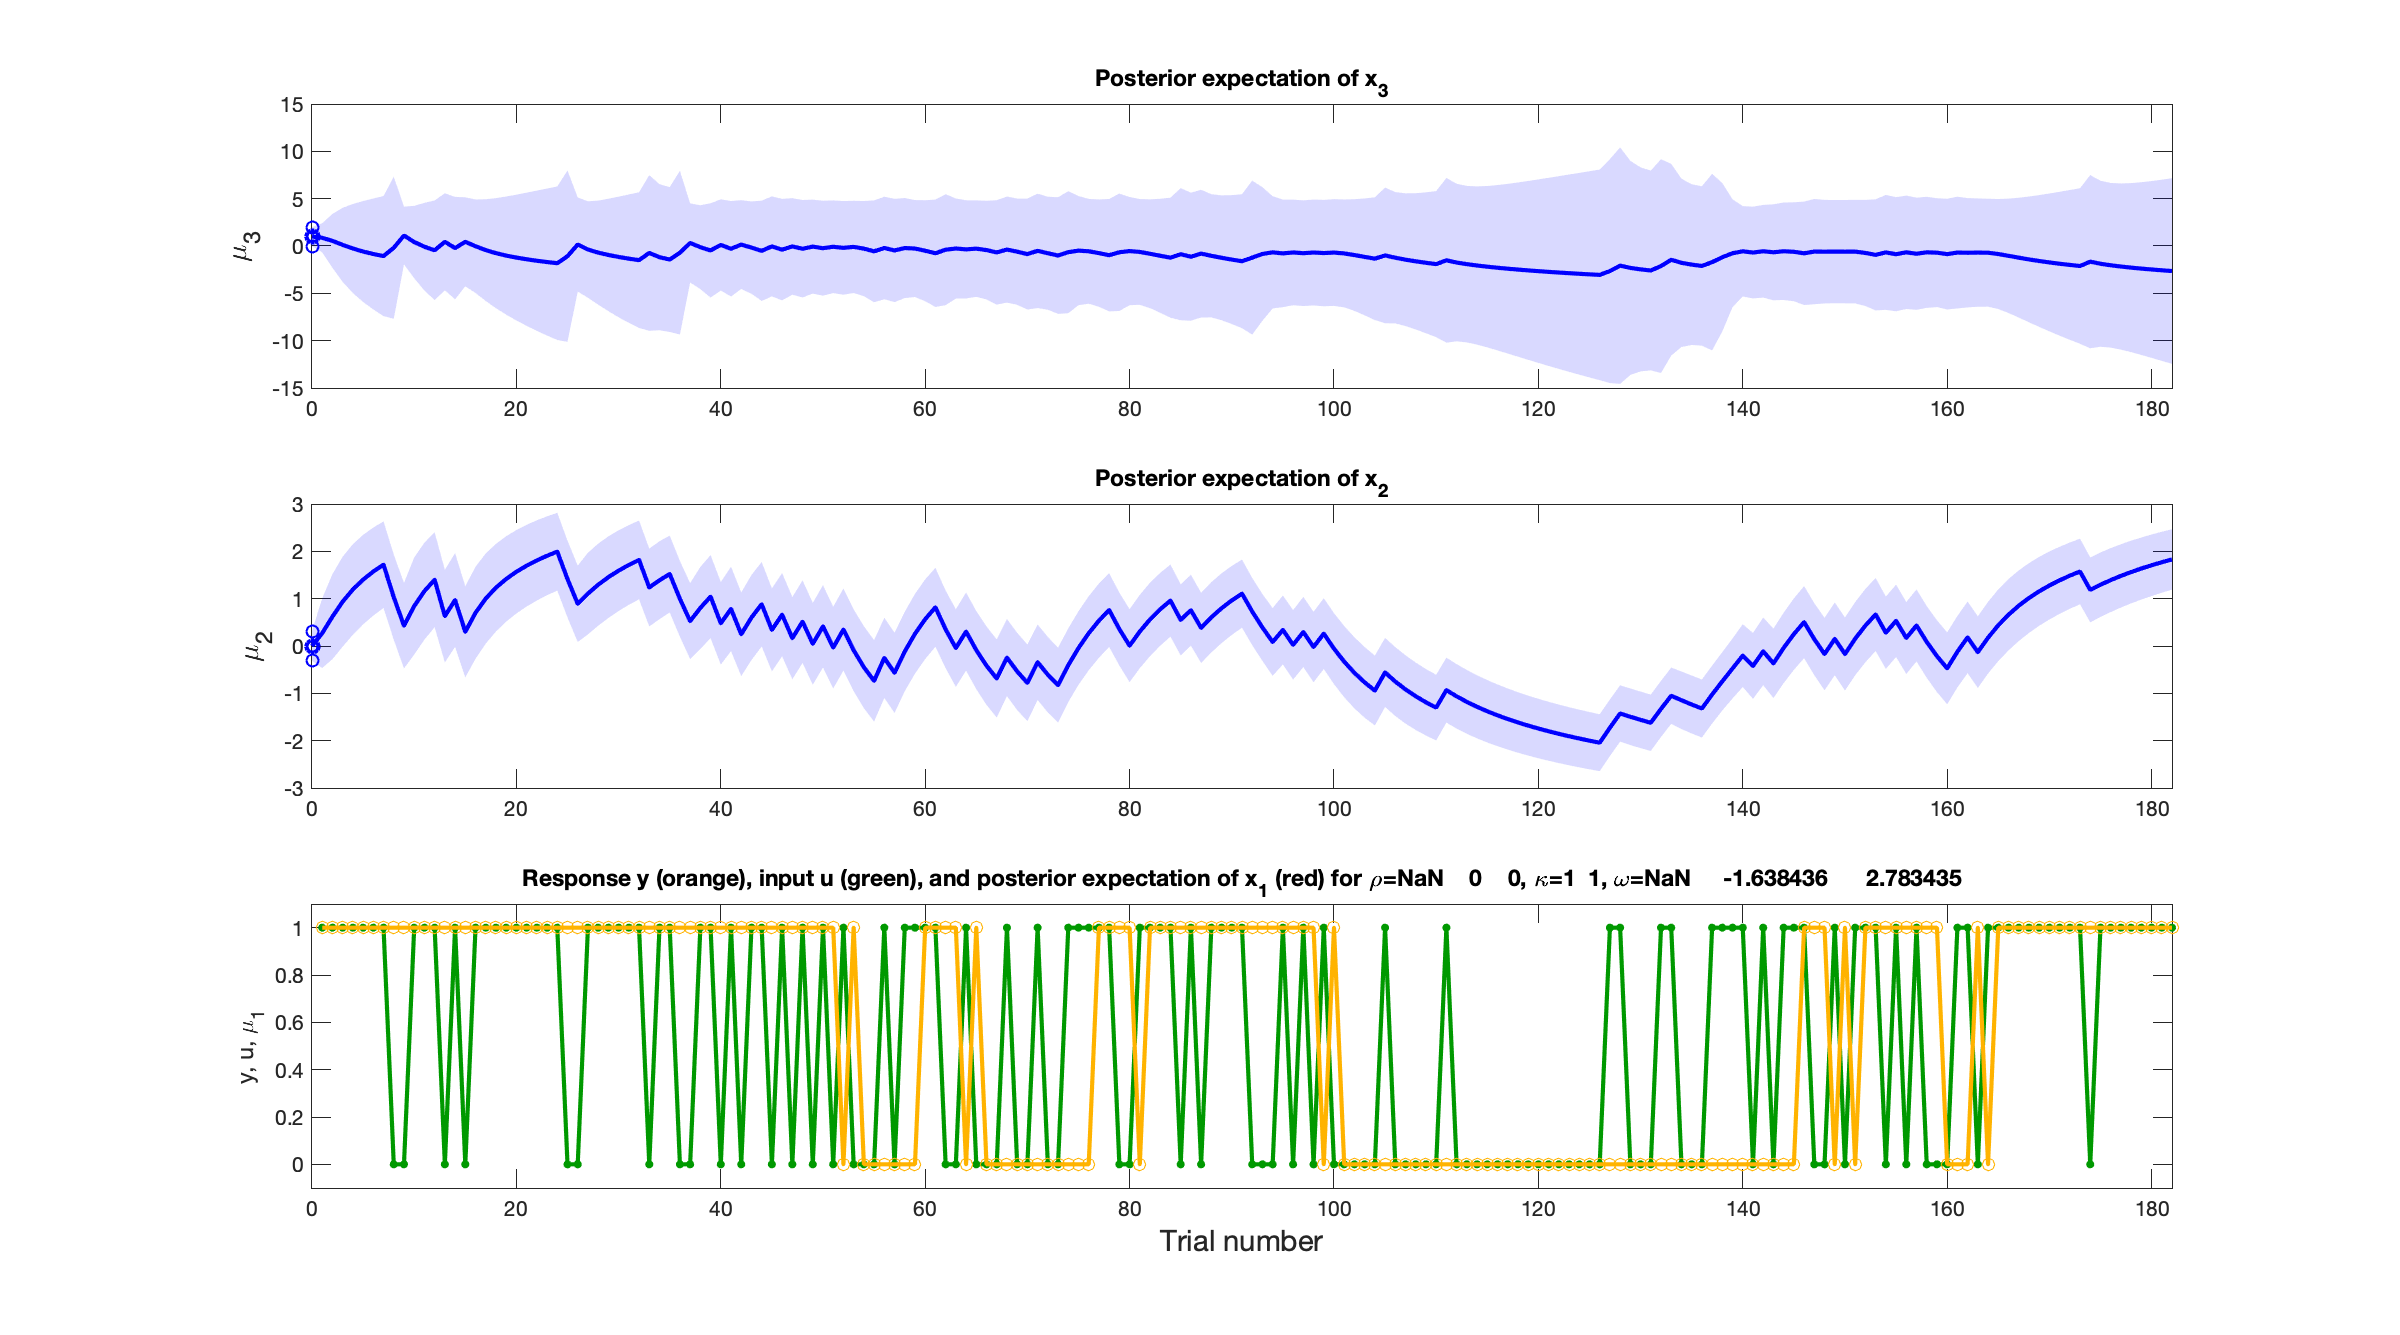 Posterior expectation of x3
15
10
5
0
-5
-10
-15
μ3
0 20 40 60 80 100 120 140 160 180
Posterior expectation of x2
3
2
1
0
-1
-2
-3
μ2
0 20 40 60 80 100 120 140 160 180
Response y (orange), input u (green), and posterior expectation of x1 (red) for ρ=NaN 0 0, κ=1 1, ω=NaN -1.638436 2.783435
1
0.8
0.6
0.4
0.2
0
y, u, μ1
0 20 40 60 80 100 120 140 160 180
Trial number